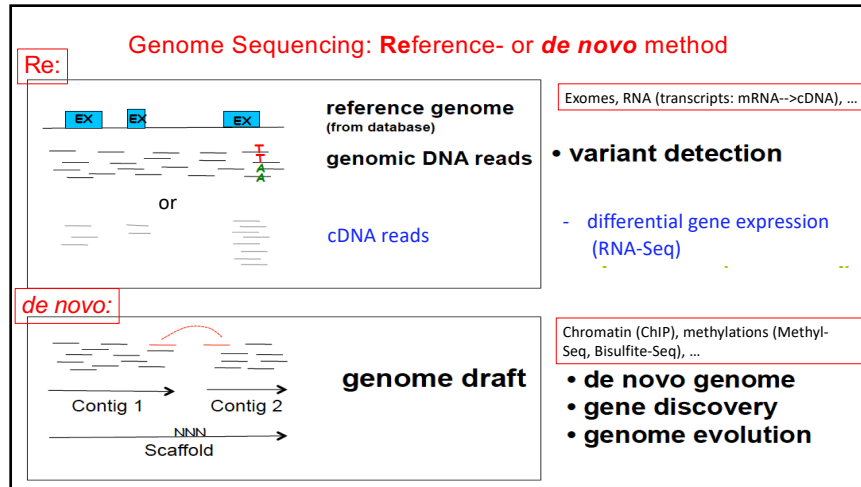 Genome Sequencing: Reference- or de novo method
Re:
EX EX EX
reference genome
(from database)
genomic DNA reads
T
T
A
A
or
cDNA reads
Exomes, RNA (transcripts: mRNA-->cDNA), ...
• variant detection
- differential gene expression
(RNA-Seq)
de novo:
Contig 1 Contig 2
NNN
Scaffold
genome draft
Chromatin (ChIP), methylations (Methyl-
Seq, Bisulfite-Seq), ...
• de novo genome
• gene discovery
• genome evolution